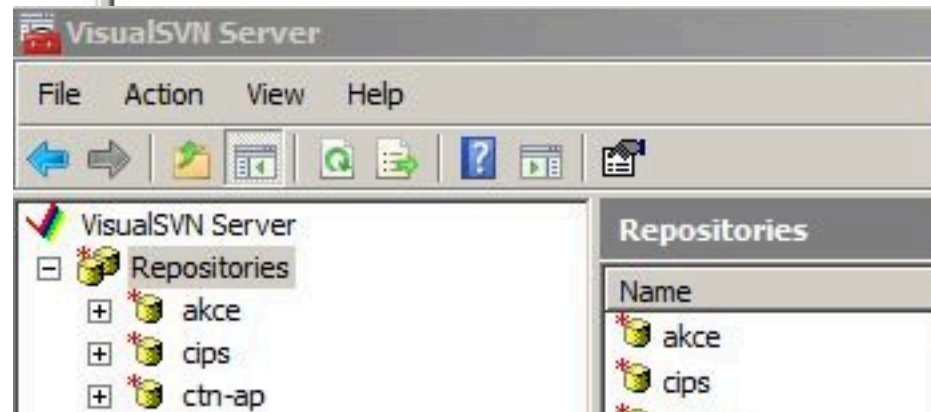 VisualSVN Server
File Action View Help
VisualSVN Server
Repositories
akce
cips
ctn-ap
Repositories
Name
akce
cips